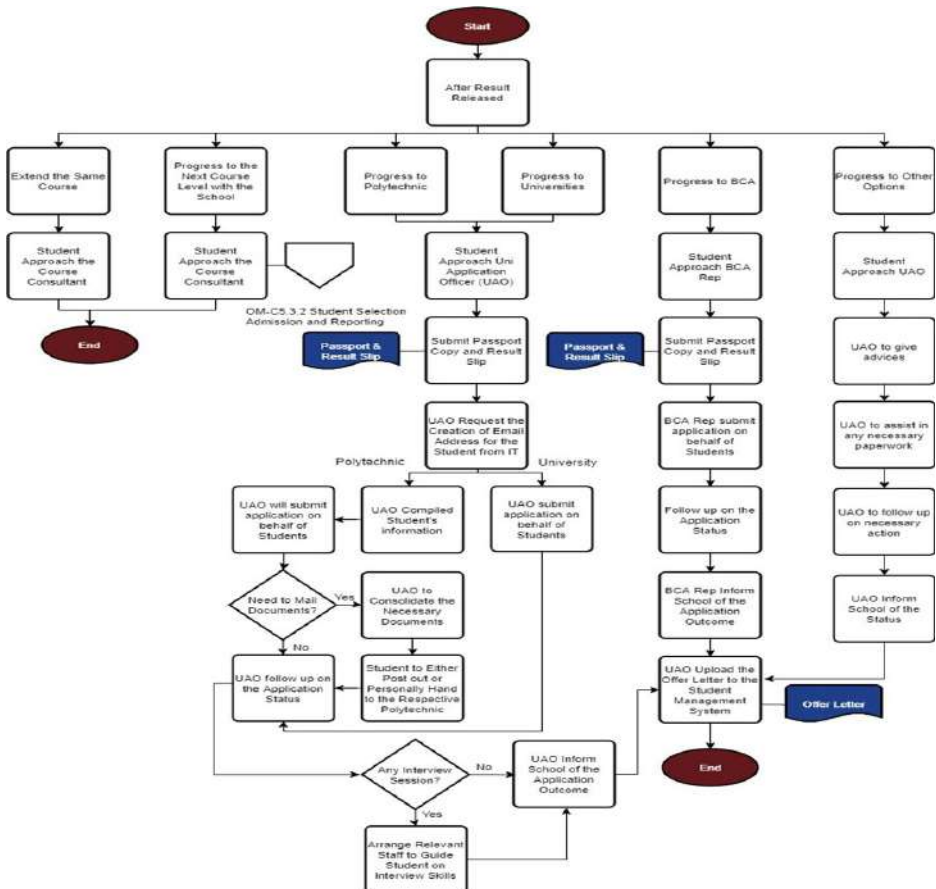 Start
After Result
Released
Extend the Same
Course
Progress to the
Next Course
Level with the
School
Progress to
Polytechnic
Progress to
Universities
Progress to BCA
Progress to Other
Options
Student
Approach the
Course
Consultant
Student
Approach the
Course
Consultant
Student
Approach Uni
Application
Officer (UAO)
Student
Approach BCA
Rep
Student
Approach UAO
OM-C5.3.2 Student Selection
Admission and Reporting
End
Passport &
Result Slip
Submit Passport
Copy and Result
Slip
Passport &
Result Slip
Submit Passport
Copy and Result
Slip
UAO to give
advices
UAO Request the
Creation of Email
Address for the
Student from IT
BCA Rep submit
application on
behalf of
Students
UAO to assist in
any necessary
paperwork
Polytechnic
University
UAO will submit
application on
behalf of
Students
UAO Compiled
Student's
information
UAO submit
application on
behalf of
Students
Follow up on the
Application
Status
UAO to follow up
on necessary
action
Need to Mail
Documents?
Yes
UAO to
Consolidate the
Necessary
Documents
BCA Rep Inform
School of the
Application
Outcome
UAO Inform
School of the
Status
No
UAO follow up on
the Application
Status
Student to Either
Post out or
Personally Hand
to the Respective
Polytechnic
UAO Upload the
Offer Letter to the
Student
Management
System
Offer Letter
Any Interview
Session?
No
UAO Inform
School of the
Application
Outcome
End
Yes
Arrange Relevant
Staff to Guide
Student on
Interview Skills